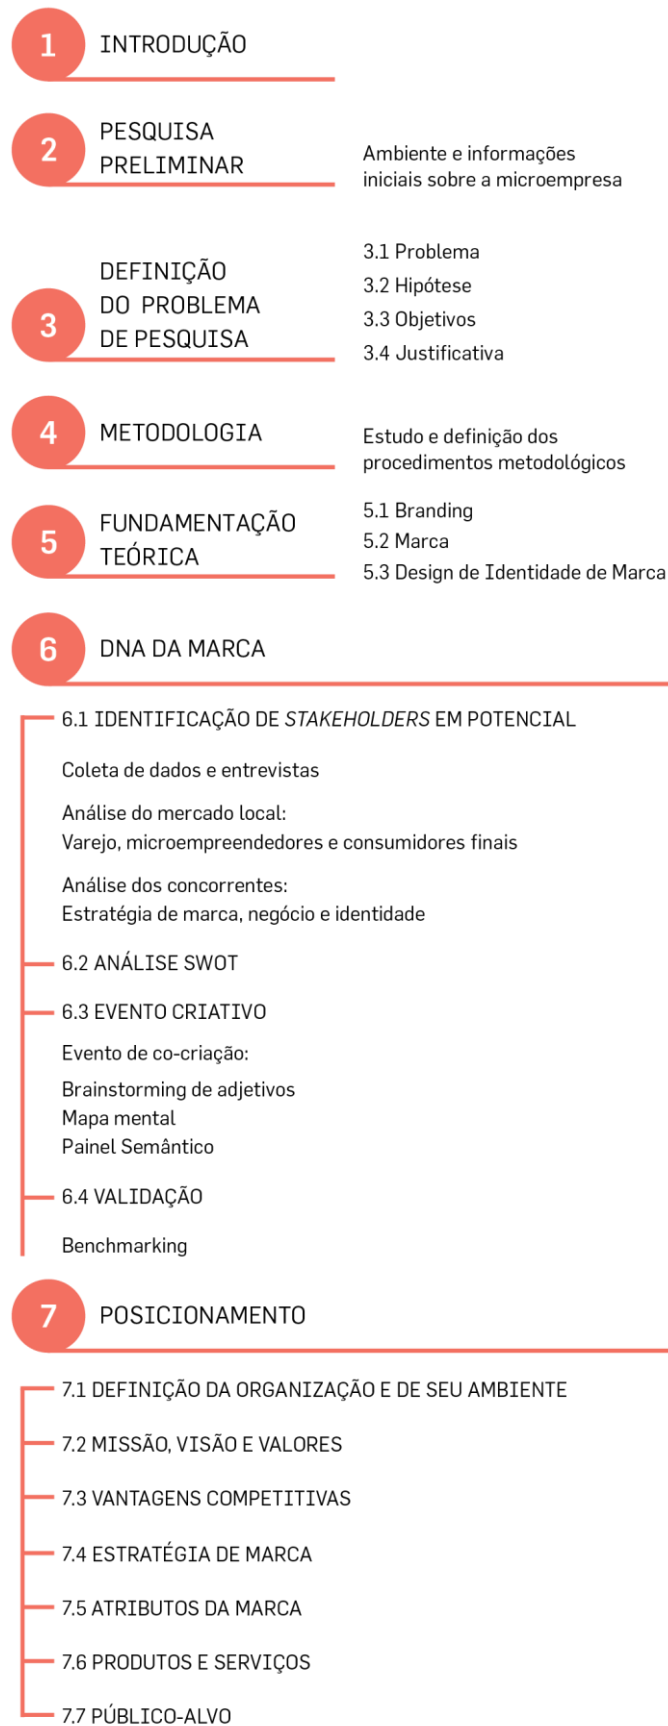 1
INTRODUÇÃO
2
PESQUISA
PRELIMINAR
Ambiente e informações
iniciais sobre a microempresa
3
DEFINIÇÃO
DO PROBLEMA
DE PESQUISA
3.1 Problema
3.2 Hipótese
3.3 Objetivos
3.4 Justificativa
4
METODOLOGIA
Estudo e definição dos
procedimentos metodológicos
5
FUNDAMENTAÇÃO
TEÓRICA
5.1 Branding
5.2 Marca
5.3 Design de Identidade de Marca
6
DNA DA MARCA
6.1 IDENTIFICAÇÃO DE STAKEHOLDERS EM POTENCIAL
Coleta de dados e entrevistas
Análise do mercado local:
Varejo, microempreendedores e consumidores finais
Análise dos concorrentes:
Estratégia de marca, negócio e identidade
6.2 ANÁLISE SWOT
6.3 EVENTO CRIATIVO
Evento de co-criação:
Brainstorming de adjetivos
Mapa mental
Painel Semântico
6.4 VALIDAÇÃO
Benchmarking
7
POSICIONAMENTO
7.1 DEFINIÇÃO DA ORGANIZAÇÃO E DE SEU AMBIENTE
7.2 MISSÃO, VISÃO E VALORES
7.3 VANTAGENS COMPETITIVAS
7.4 ESTRATÉGIA DE MARCA
7.5 ATRIBUTOS DA MARCA
7.6 PRODUTOS E SERVIÇOS
7.7 PÚBLICO-ALVO